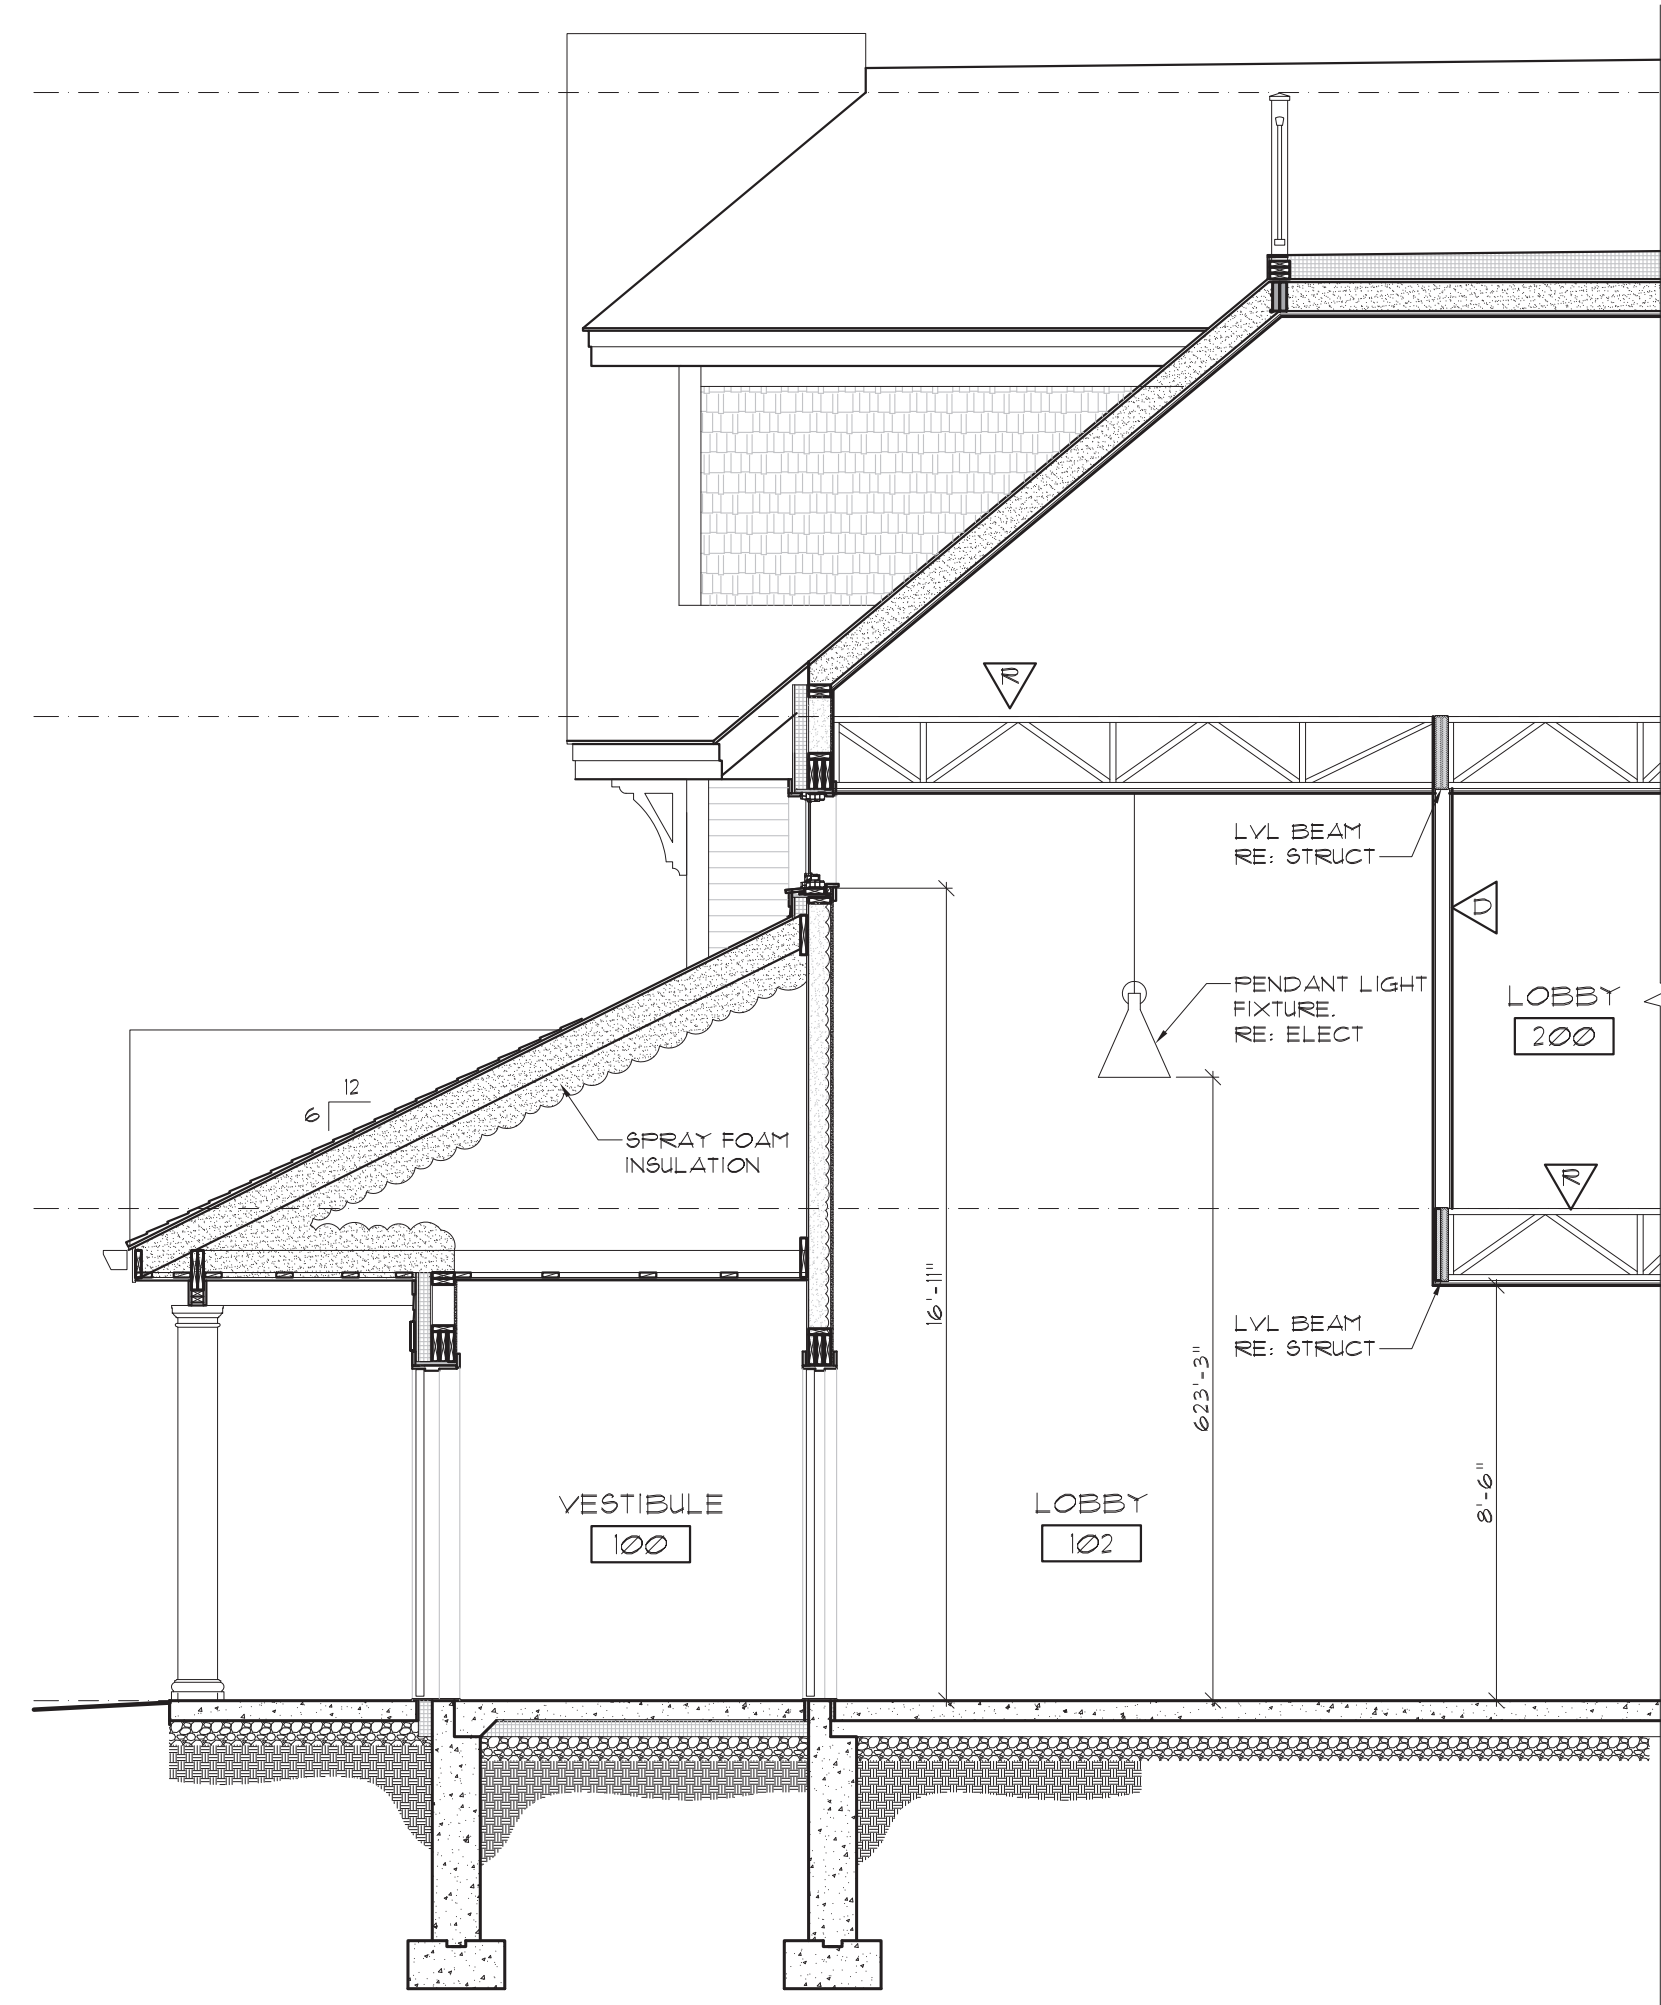 R
LVL BEAM
RE: STRUCT
D
PENDANT LIGHT
FIXTURE.
RE: ELECT
LOBBY
200
12
6
SPRAY FOAM
INSULATION
R
16'-11"
LVL BEAM
RE: STRUCT
623'-3"
8'-6"
VESTIBULE
100
LOBBY
102